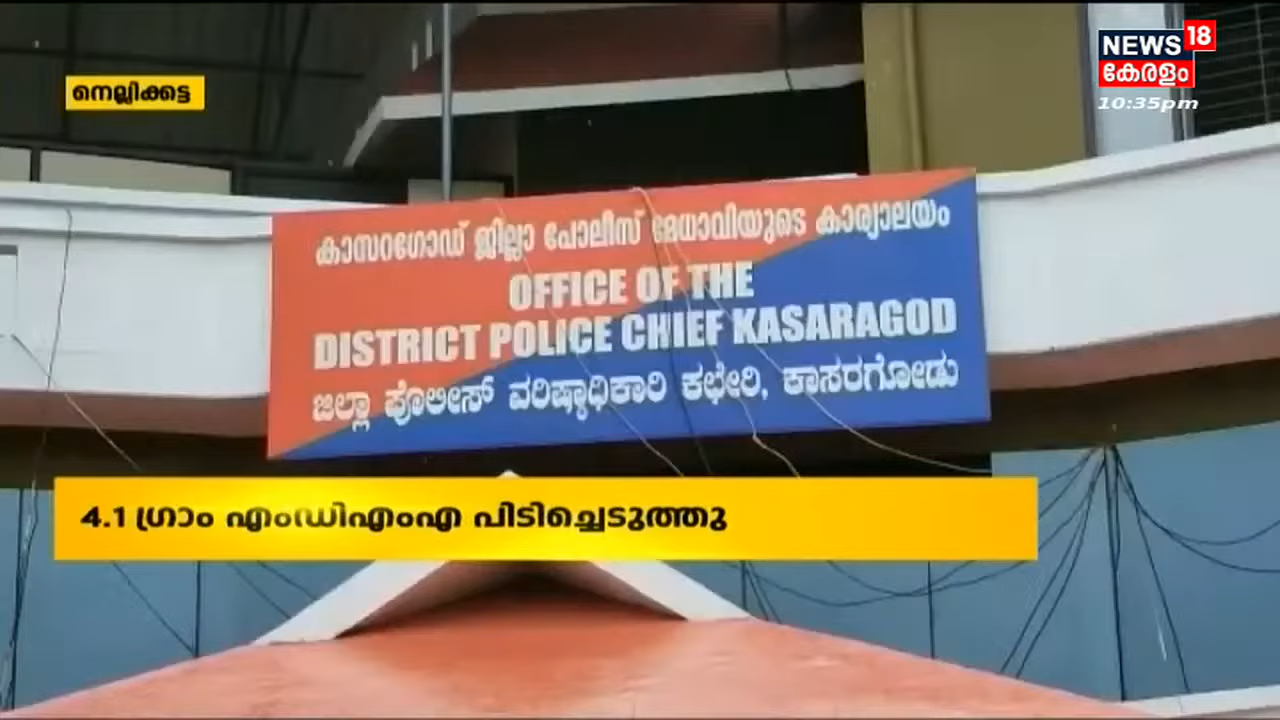 നെല്ലിക്കട്ട
NEWS 18
കേരളം
10:35pm
കാസറഗോഡ് ജില്ലാ പോലീസ് മേധാവിയുടെ കാര്യാലയം
OFFICE OF THE
DISTRICT POLICE CHIEF KASARAGOD
ಜಿಲ್ಲಾ ಪೊಲೀಸ್ ವರಿಷ್ಠಾಧಿಕಾರಿ ಕಛೇರಿ, ಕಾಸರಗೋಡು
4.1 ഗ്രാം എംഡിഎംഎ പിടിച്ചെടുത്തു